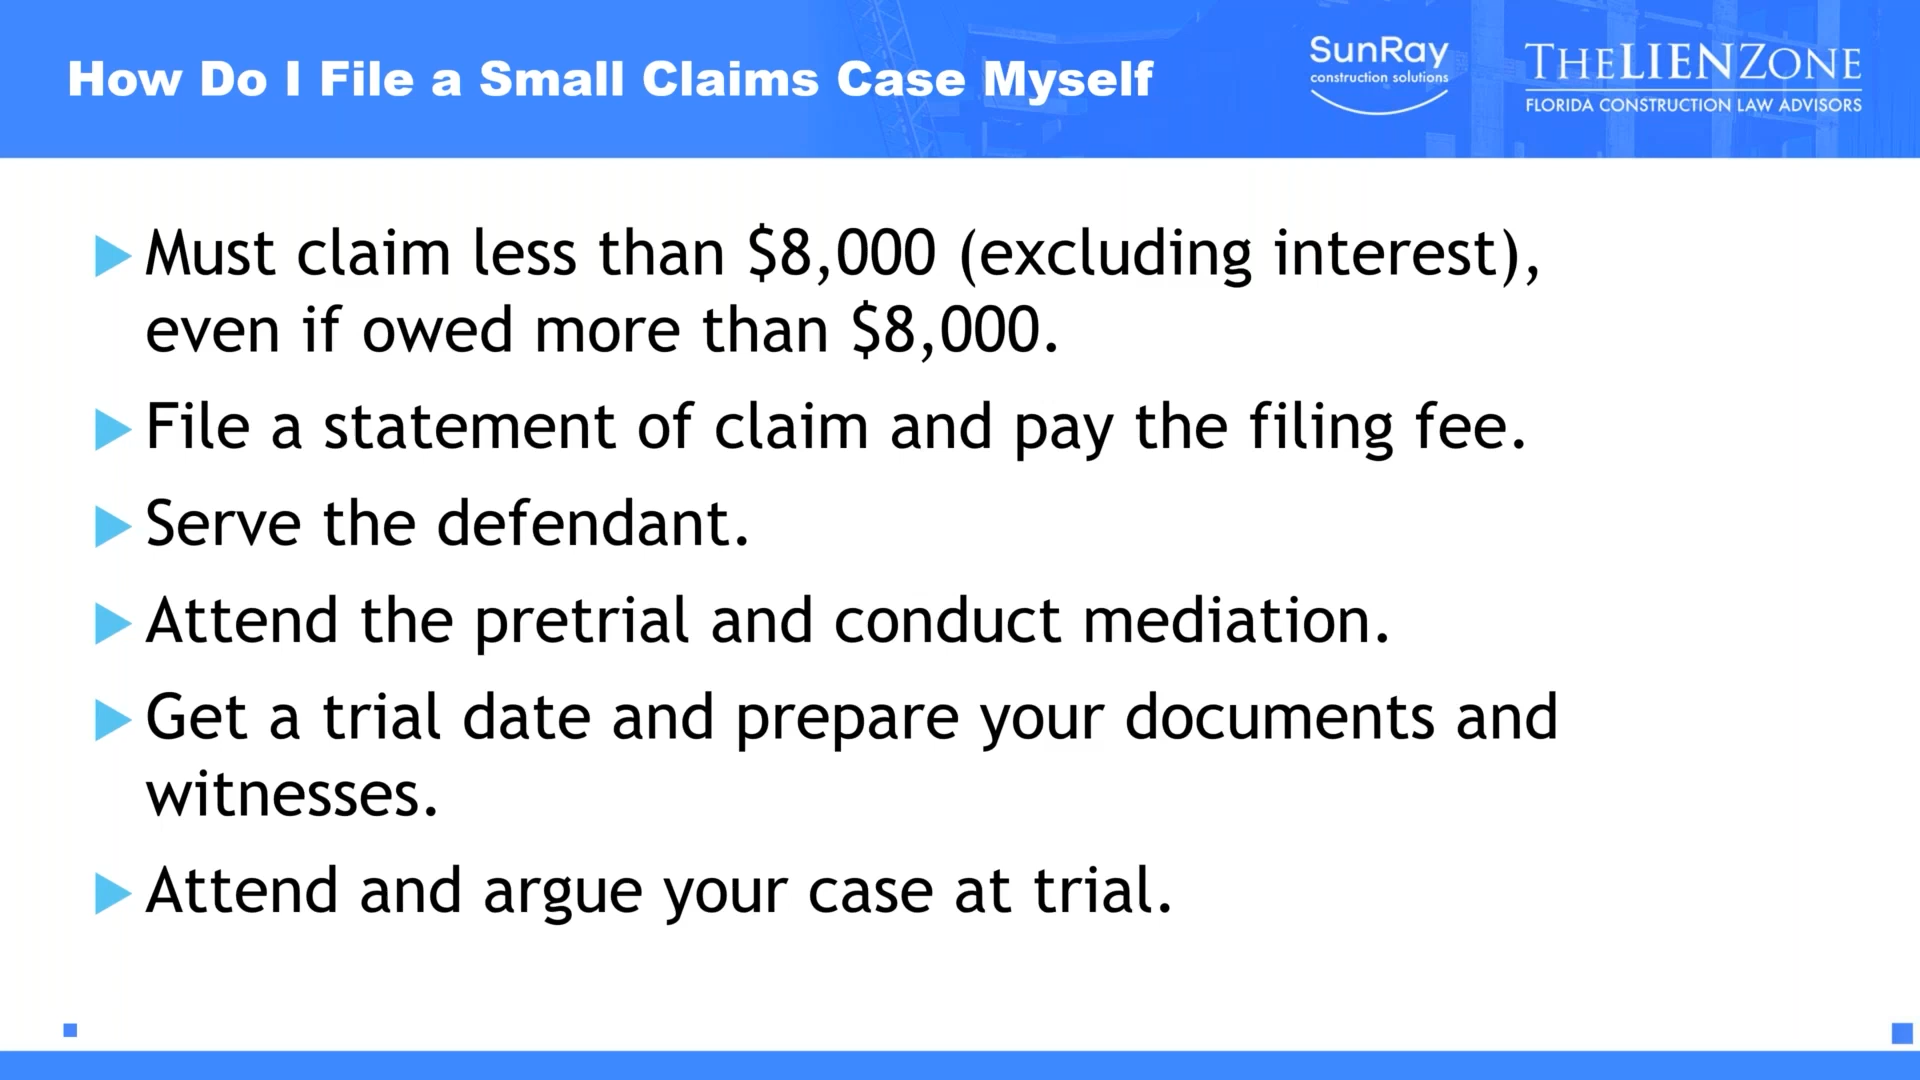 How Do I File a Small Claims Case Myself
SunRay
construction solutions
THELIENZONE
FLORIDA CONSTRUCTION LAW ADVISORS
Must claim less than $8,000 (excluding interest),
even if owed more than $8,000.
File a statement of claim and pay the filing fee.
Serve the defendant.
Attend the pretrial and conduct mediation.
Get a trial date and prepare your documents and
witnesses.
Attend and argue your case at trial.